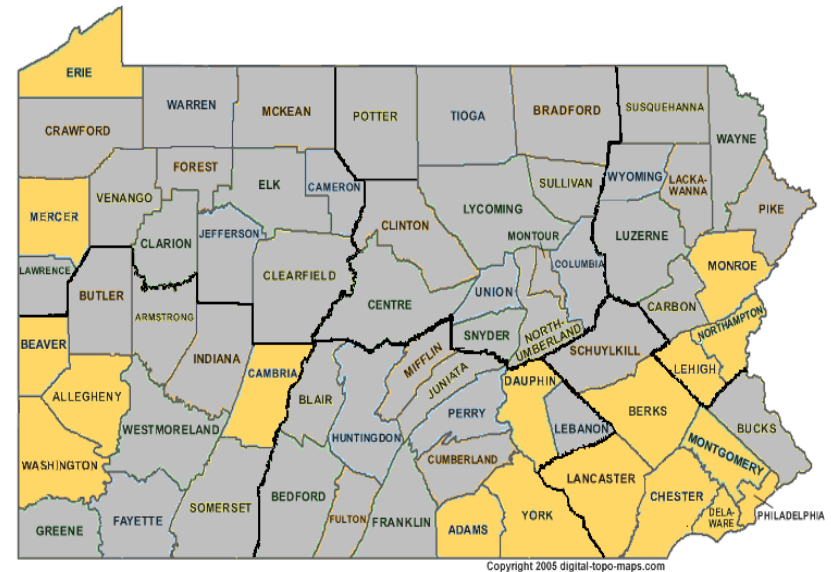 ERIE
WARREN
MCKEAN
POTTER
TIOGA
BRADFORD
SUSQUEHANNA
WAYNE
CRAWFORD
FOREST
ELK
CAMERON
SULLIVAN
WYOMING
LACKA-
WANNA
PIKE
MERCER
VENANGO
CLARION
JEFFERSON
CLINTON
LYCOMING
MONTOUR
COLUMBIA
LUZERNE
MONROE
LAWRENCE
BUTLER
ARMSTRONG
CLEARFIELD
CENTRE
UNION
SNYDER
NORTH-
UMBERLAND
CARBON
NORTHAMPTON
BEAVER
ALLEGHENY
INDIANA
CAMBRIA
BLAIR
MIFFLIN
JUNIATA
SCHUYLKILL
LEHIGH
DAUPHIN
PERRY
LEBANON
BERKS
BUCKS
WASHINGTON
WESTMORELAND
HUNTINGDON
CUMBERLAND
LANCASTER
MONTGOMERY
GREENE
FAYETTE
SOMERSET
BEDFORD
FULTON
FRANKLIN
ADAMS
YORK
CHESTER
DELA-
WARE
PHILADELPHIA
Copyright 2005 digital-topo-maps.com